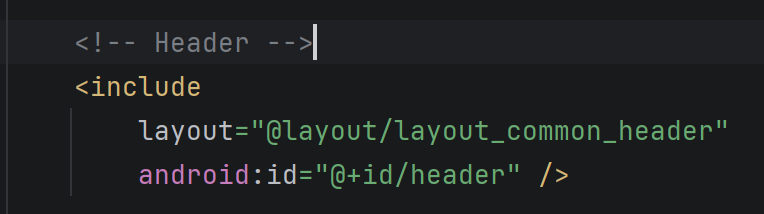 <!-- Header -->
<include
layout="@layout/layout_common_header"
android:id="@+id/header" />